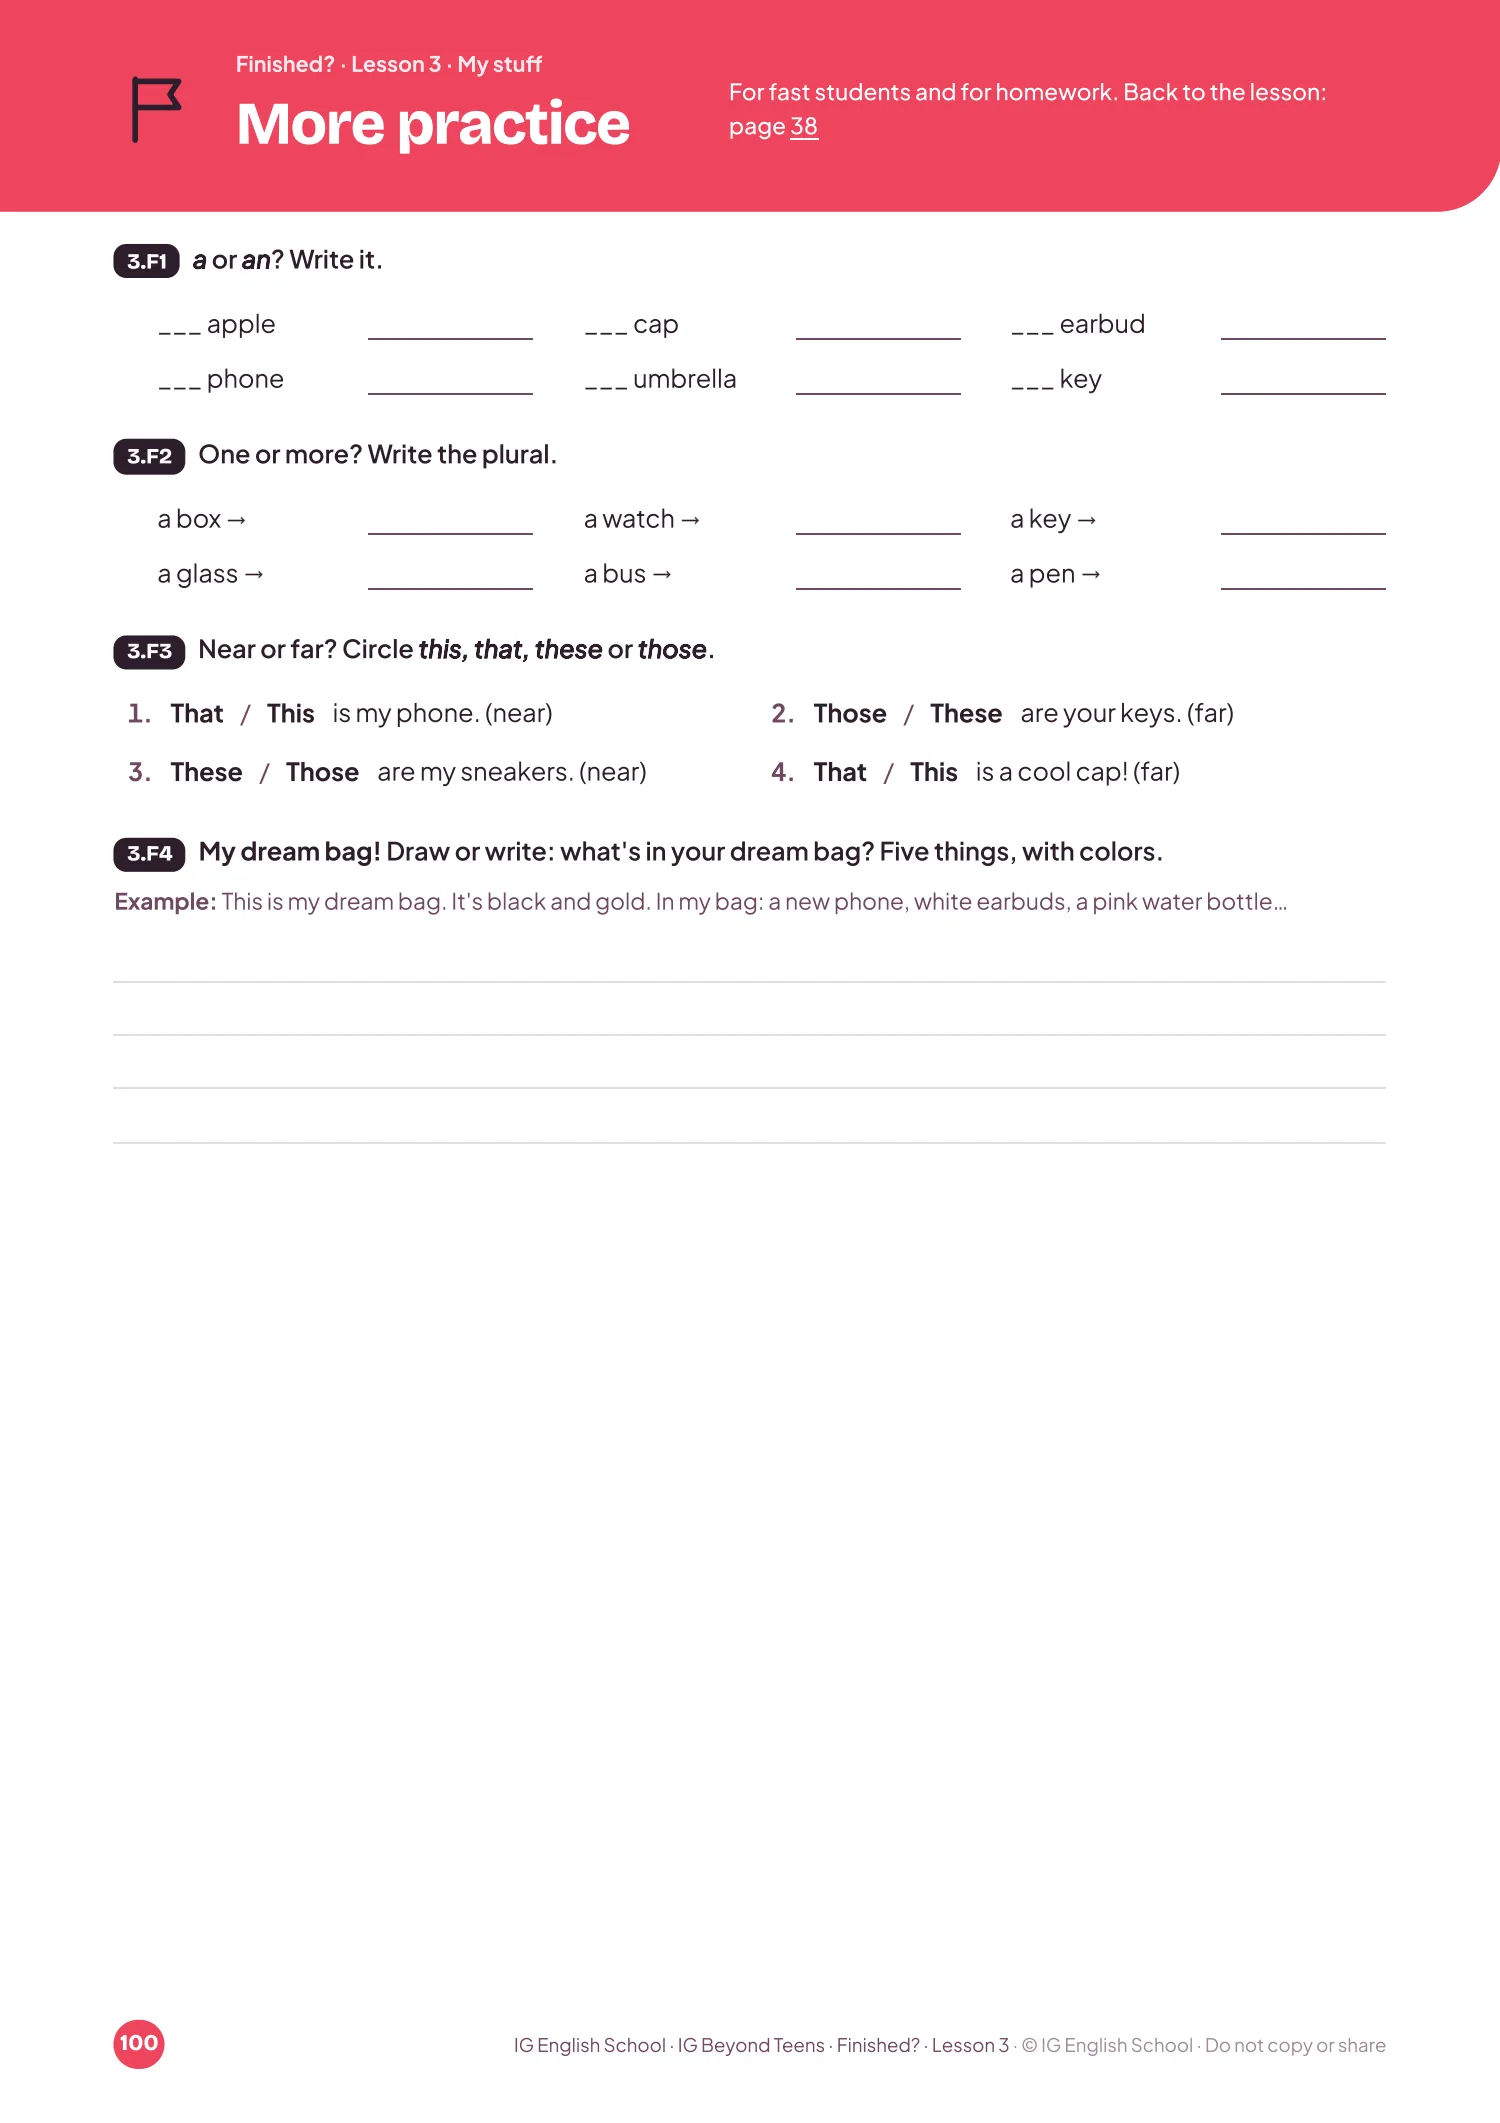 Finished? · Lesson 3 · My stuff
More practice
For fast students and for homework. Back to the lesson:
page 38
3.F1 a or an? Write it.
___ apple ___ cap ___ earbud
___ phone ___ umbrella ___ key
3.F2 One or more? Write the plural.
a box → a watch → a key →
a glass → a bus → a pen →
3.F3 Near or far? Circle this, that, these or those.
1. That / This is my phone. (near) 2. Those / These are your keys. (far)
3. These / Those are my sneakers. (near) 4. That / This is a cool cap! (far)
3.F4 My dream bag! Draw or write: what's in your dream bag? Five things, with colors.
Example: This is my dream bag. It's black and gold. In my bag: a new phone, white earbuds, a pink water bottle…
100 IG English School · IG Beyond Teens · Finished? · Lesson 3 · © IG English School · Do not copy or share